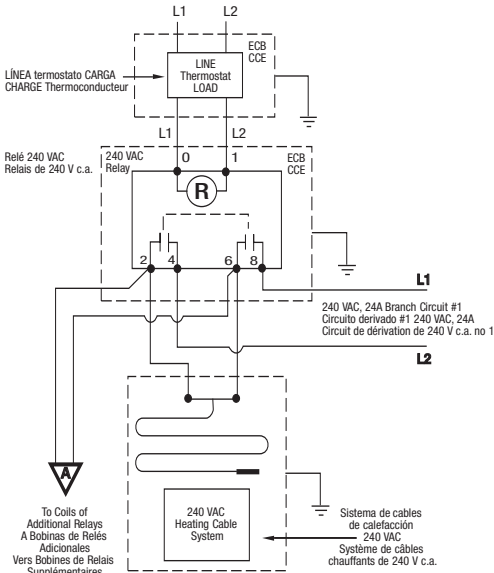 L1
L2
ECB
CCE
LINE
Thermostat
LOAD
LÍNEA termostato CARGA
CHARGE Thermoconducteur
L1
L2
Relé 240 VAC
Relais de 240 V c.a.
240 VAC
Relay
0
1
ECB
CCE
R
2
4
6
8
L1
240 VAC, 24A Branch Circuit #1
Circuito derivado #1 240 VAC, 24A
Circuit de dérivation de 240 V c.a. no 1
L2
A
To Coils of
Additional Relays
A Bobinas de Relés
Adicionales
Vers Bobines de Relais
Supplémentaires
240 VAC
Heating Cable
System
Sistema de cables
de calefacción
240 VAC
Système de câbles
chauffants de 240 V c.a.